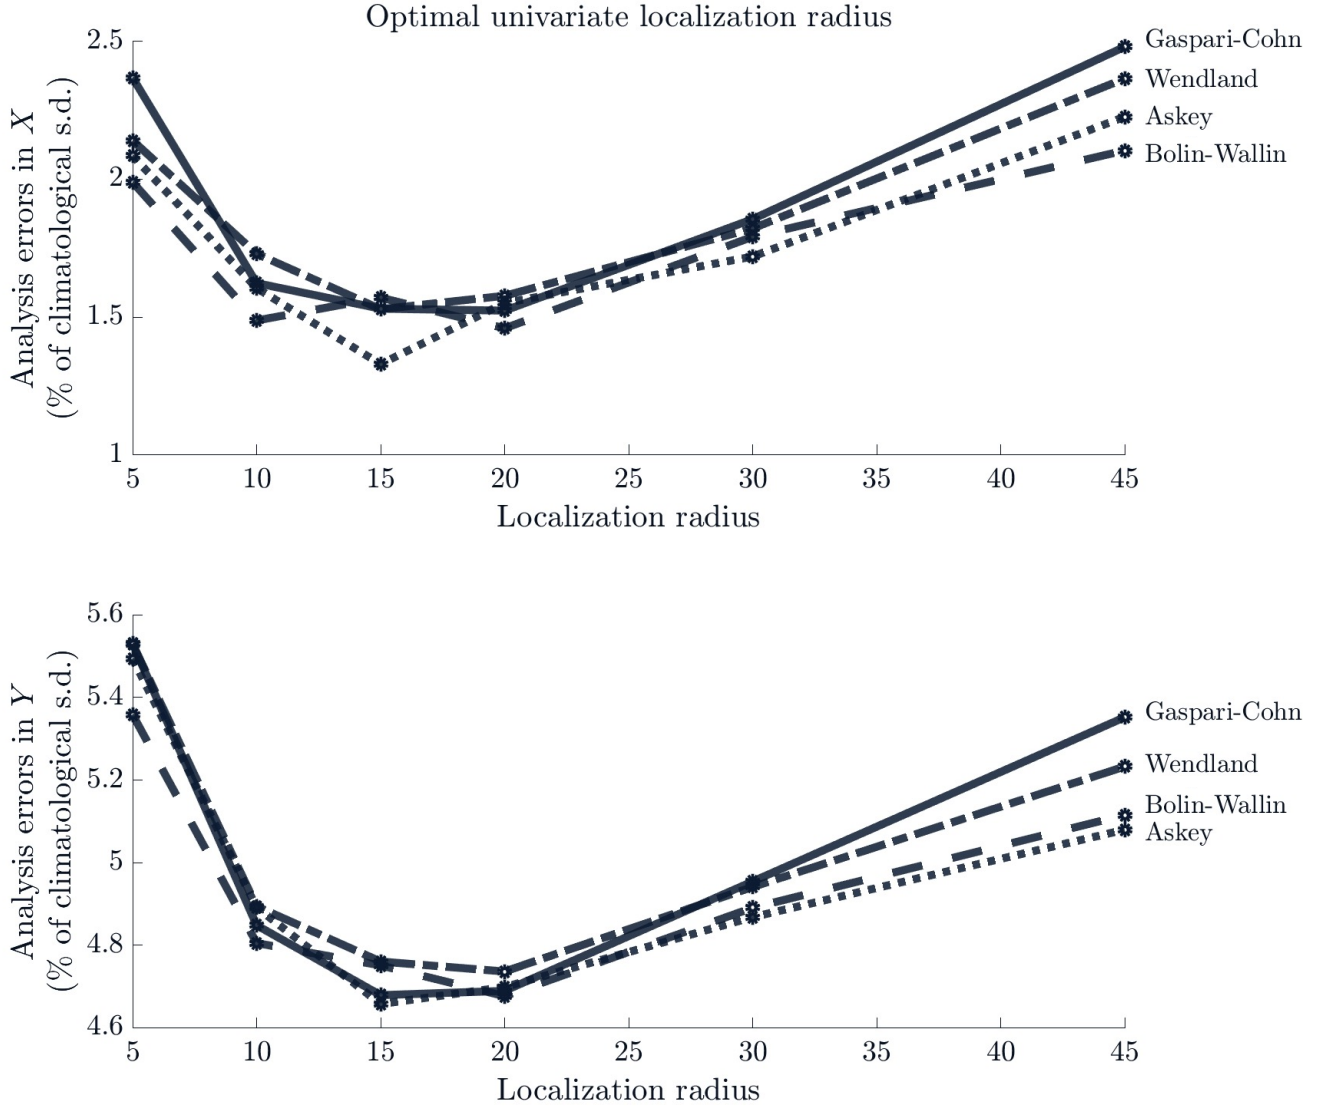 Optimal univariate localization radius
Analysis errors in X
(% of climatological s.d.)
2.5
2
1.5
1
5 10 15 20 25 30 35 40 45
Localization radius
Gaspari-Cohn
Wendland
Askey
Bolin-Wallin
Analysis errors in Y
(% of climatological s.d.)
5.6
5.4
5.2
5
4.8
4.6
5 10 15 20 25 30 35 40 45
Localization radius
Gaspari-Cohn
Wendland
Bolin-Wallin
Askey